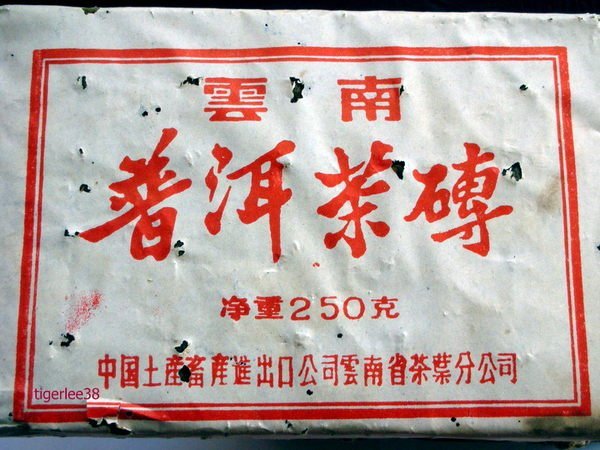 雲南
普洱茶磚
净重250克
中国土產畜產進出口公司雲南省茶葉分公司
tigerlee38